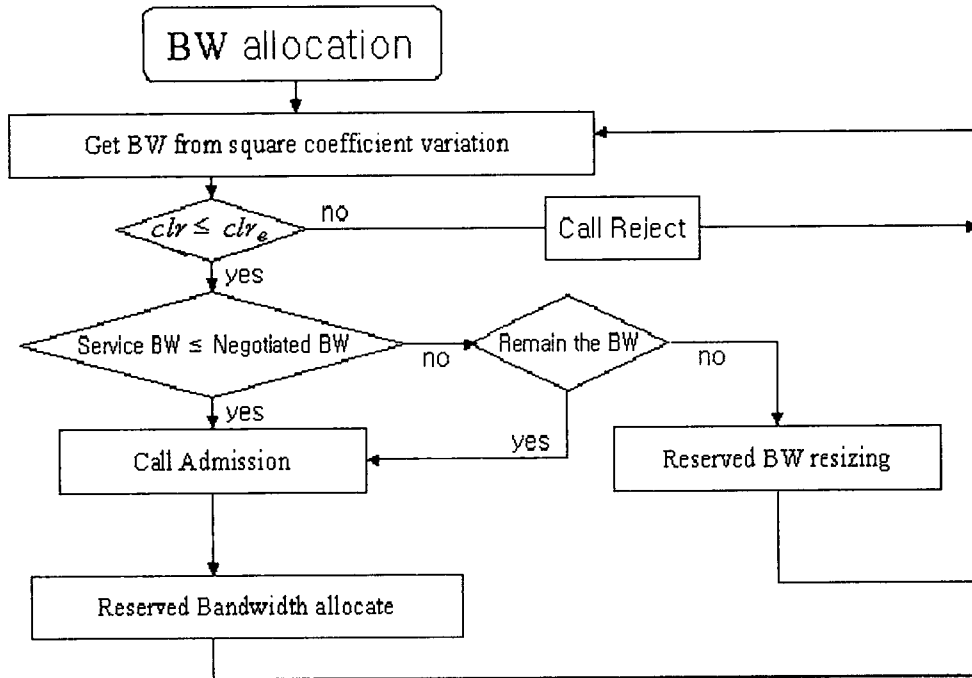 BW allocation
Get BW from square coefficient variation
clr ≤ clr_e
no
Call Reject
yes
Service BW ≤ Negotiated BW
no
Remain the BW
no
yes
Call Admission
yes
Reserved BW resizing
Reserved Bandwidth allocate